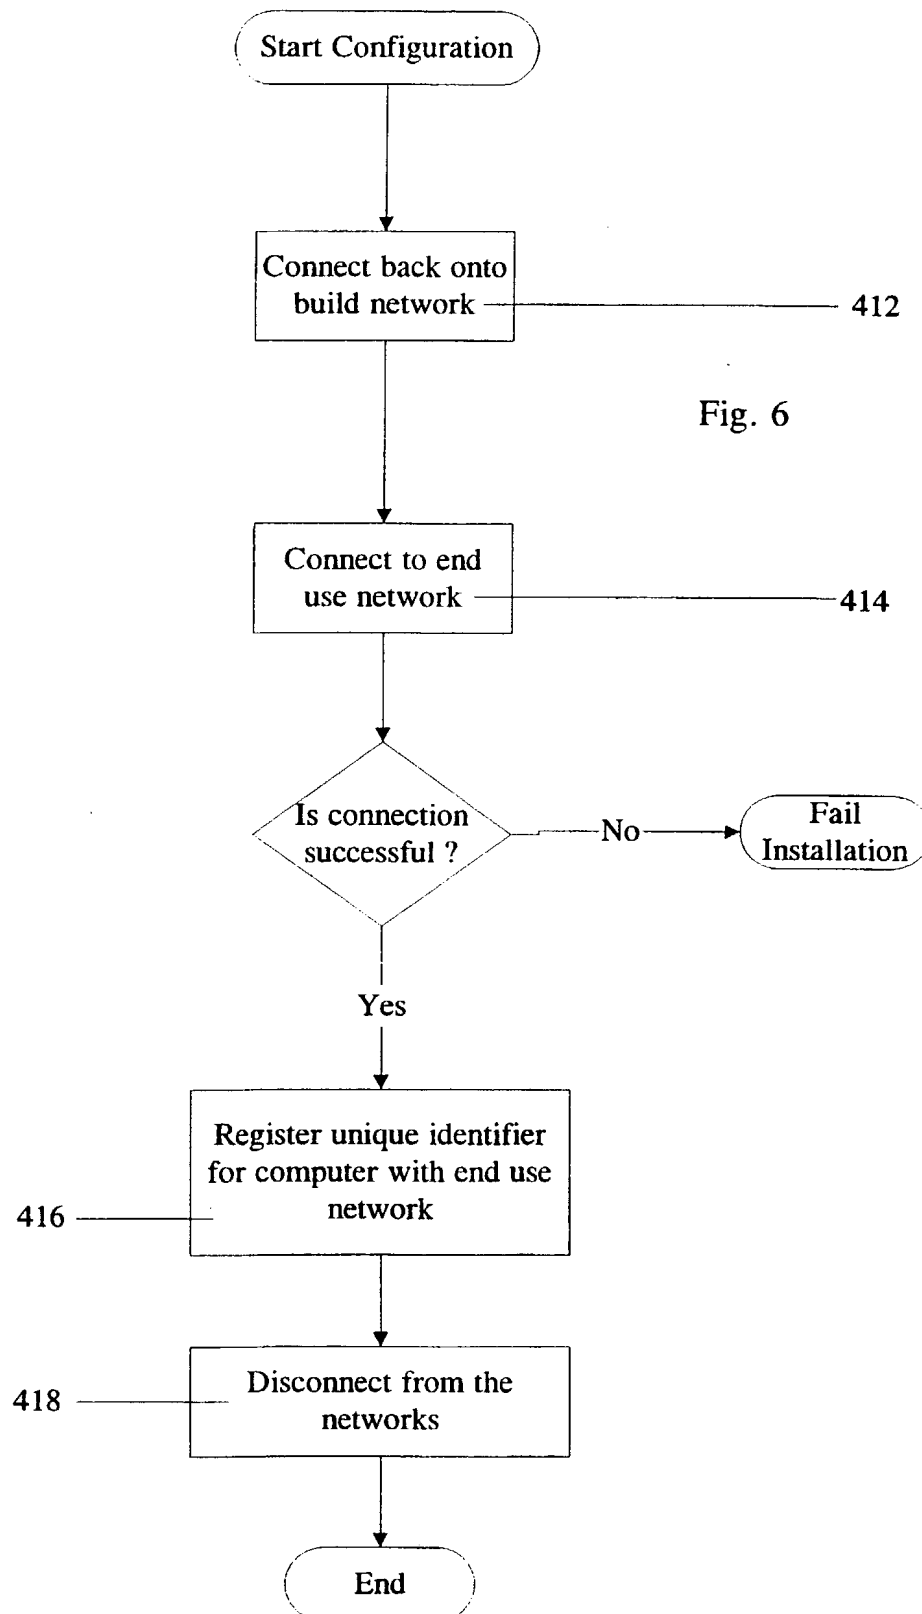 Start Configuration
Connect back onto
build network
412
Fig. 6
Connect to end
use network
414
Is connection
successful ?
No
Fail
Installation
Yes
Register unique identifier
for computer with end use
network
416
Disconnect from the
networks
418
End